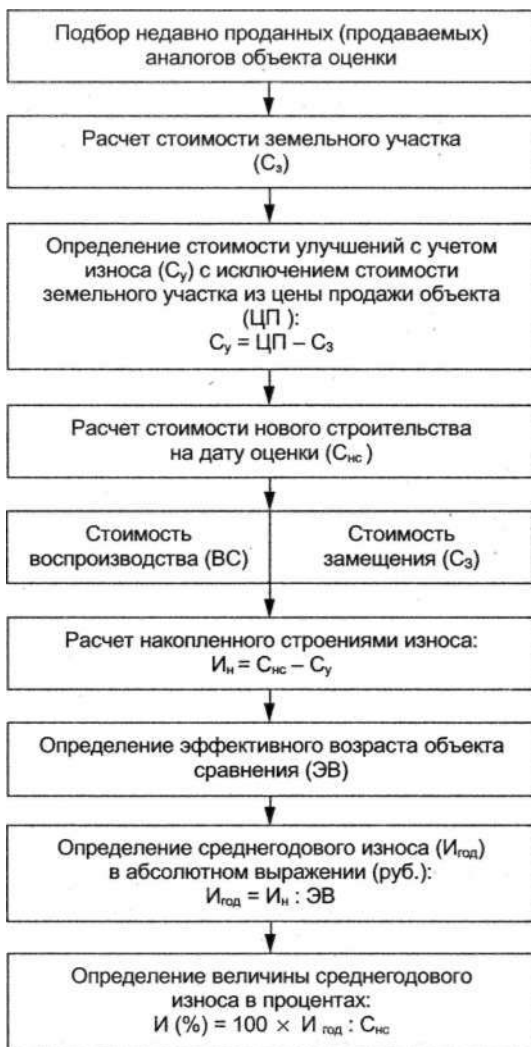 Подбор недавно проданных (продаваемых)
аналогов объекта оценки
Расчет стоимости земельного участка
(Сз)
Определение стоимости улучшений с учетом
износа (Су) с исключением стоимости
земельного участка из цены продажи объекта
(ЦП ):
Су = ЦП – Сз
Расчет стоимости нового строительства
на дату оценки (Снс )
Стоимость
воспроизводства (ВС)
Стоимость
замещения (Сз)
Расчет накопленного строениями износа:
Ин = Снс – Су
Определение эффективного возраста объекта
сравнения (ЭВ)
Определение среднегодового износа (Игод)
в абсолютном выражении (руб.):
Игод = Ин : ЭВ
Определение величины среднегодового
износа в процентах:
И (%) = 100 × И год : Снс